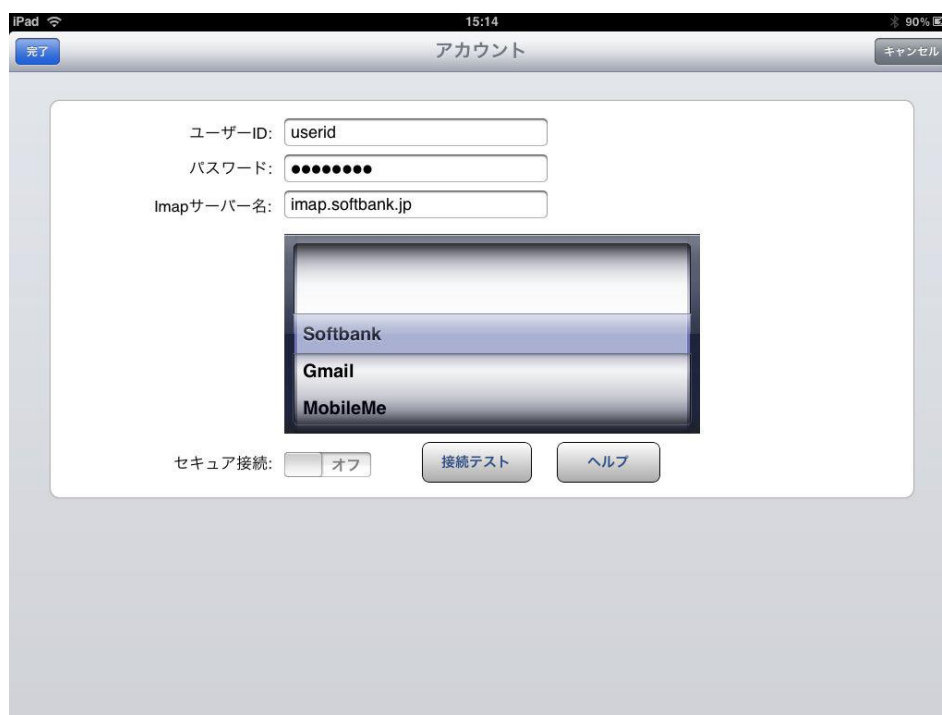 iPad 15:14 90%
完了 アカウント キャンセル
ユーザーID: userid
パスワード: ●●●●●●●●
Imapサーバー名: imap.softbank.jp
Softbank
Gmail
MobileMe
セキュア接続: オフ 接続テスト ヘルプ